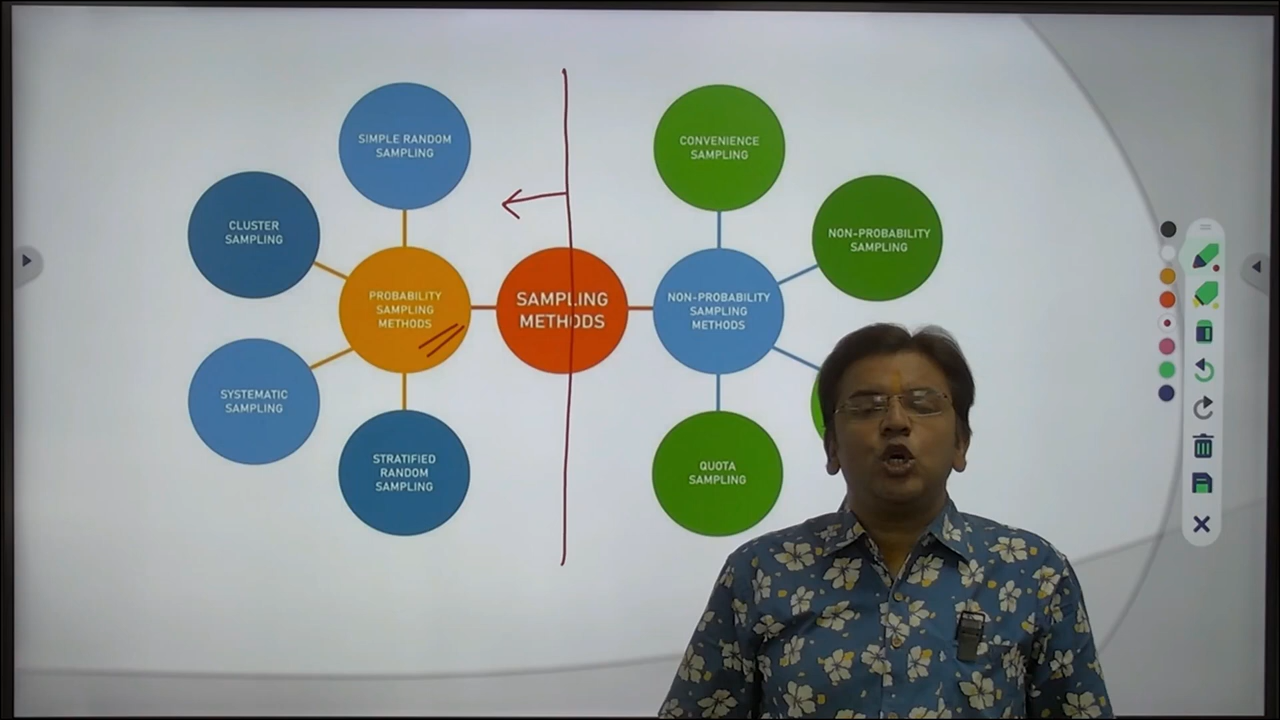 SIMPLE RANDOM
SAMPLING
CONVENIENCE
SAMPLING
CLUSTER
SAMPLING
NON-PROBABILITY
SAMPLING
PROBABILITY
SAMPLING
METHODS
SAMPLING
METHODS
NON-PROBABILITY
SAMPLING
METHODS
SYSTEMATIC
SAMPLING
STRATIFIED
RANDOM
SAMPLING
QUOTA
SAMPLING